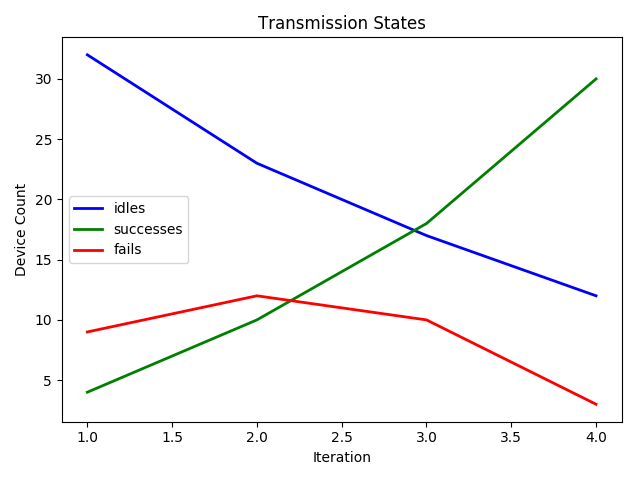 Transmission States
Device Count
30
25
20
15
10
5
idles
successes
fails
1.0 1.5 2.0 2.5 3.0 3.5 4.0
Iteration